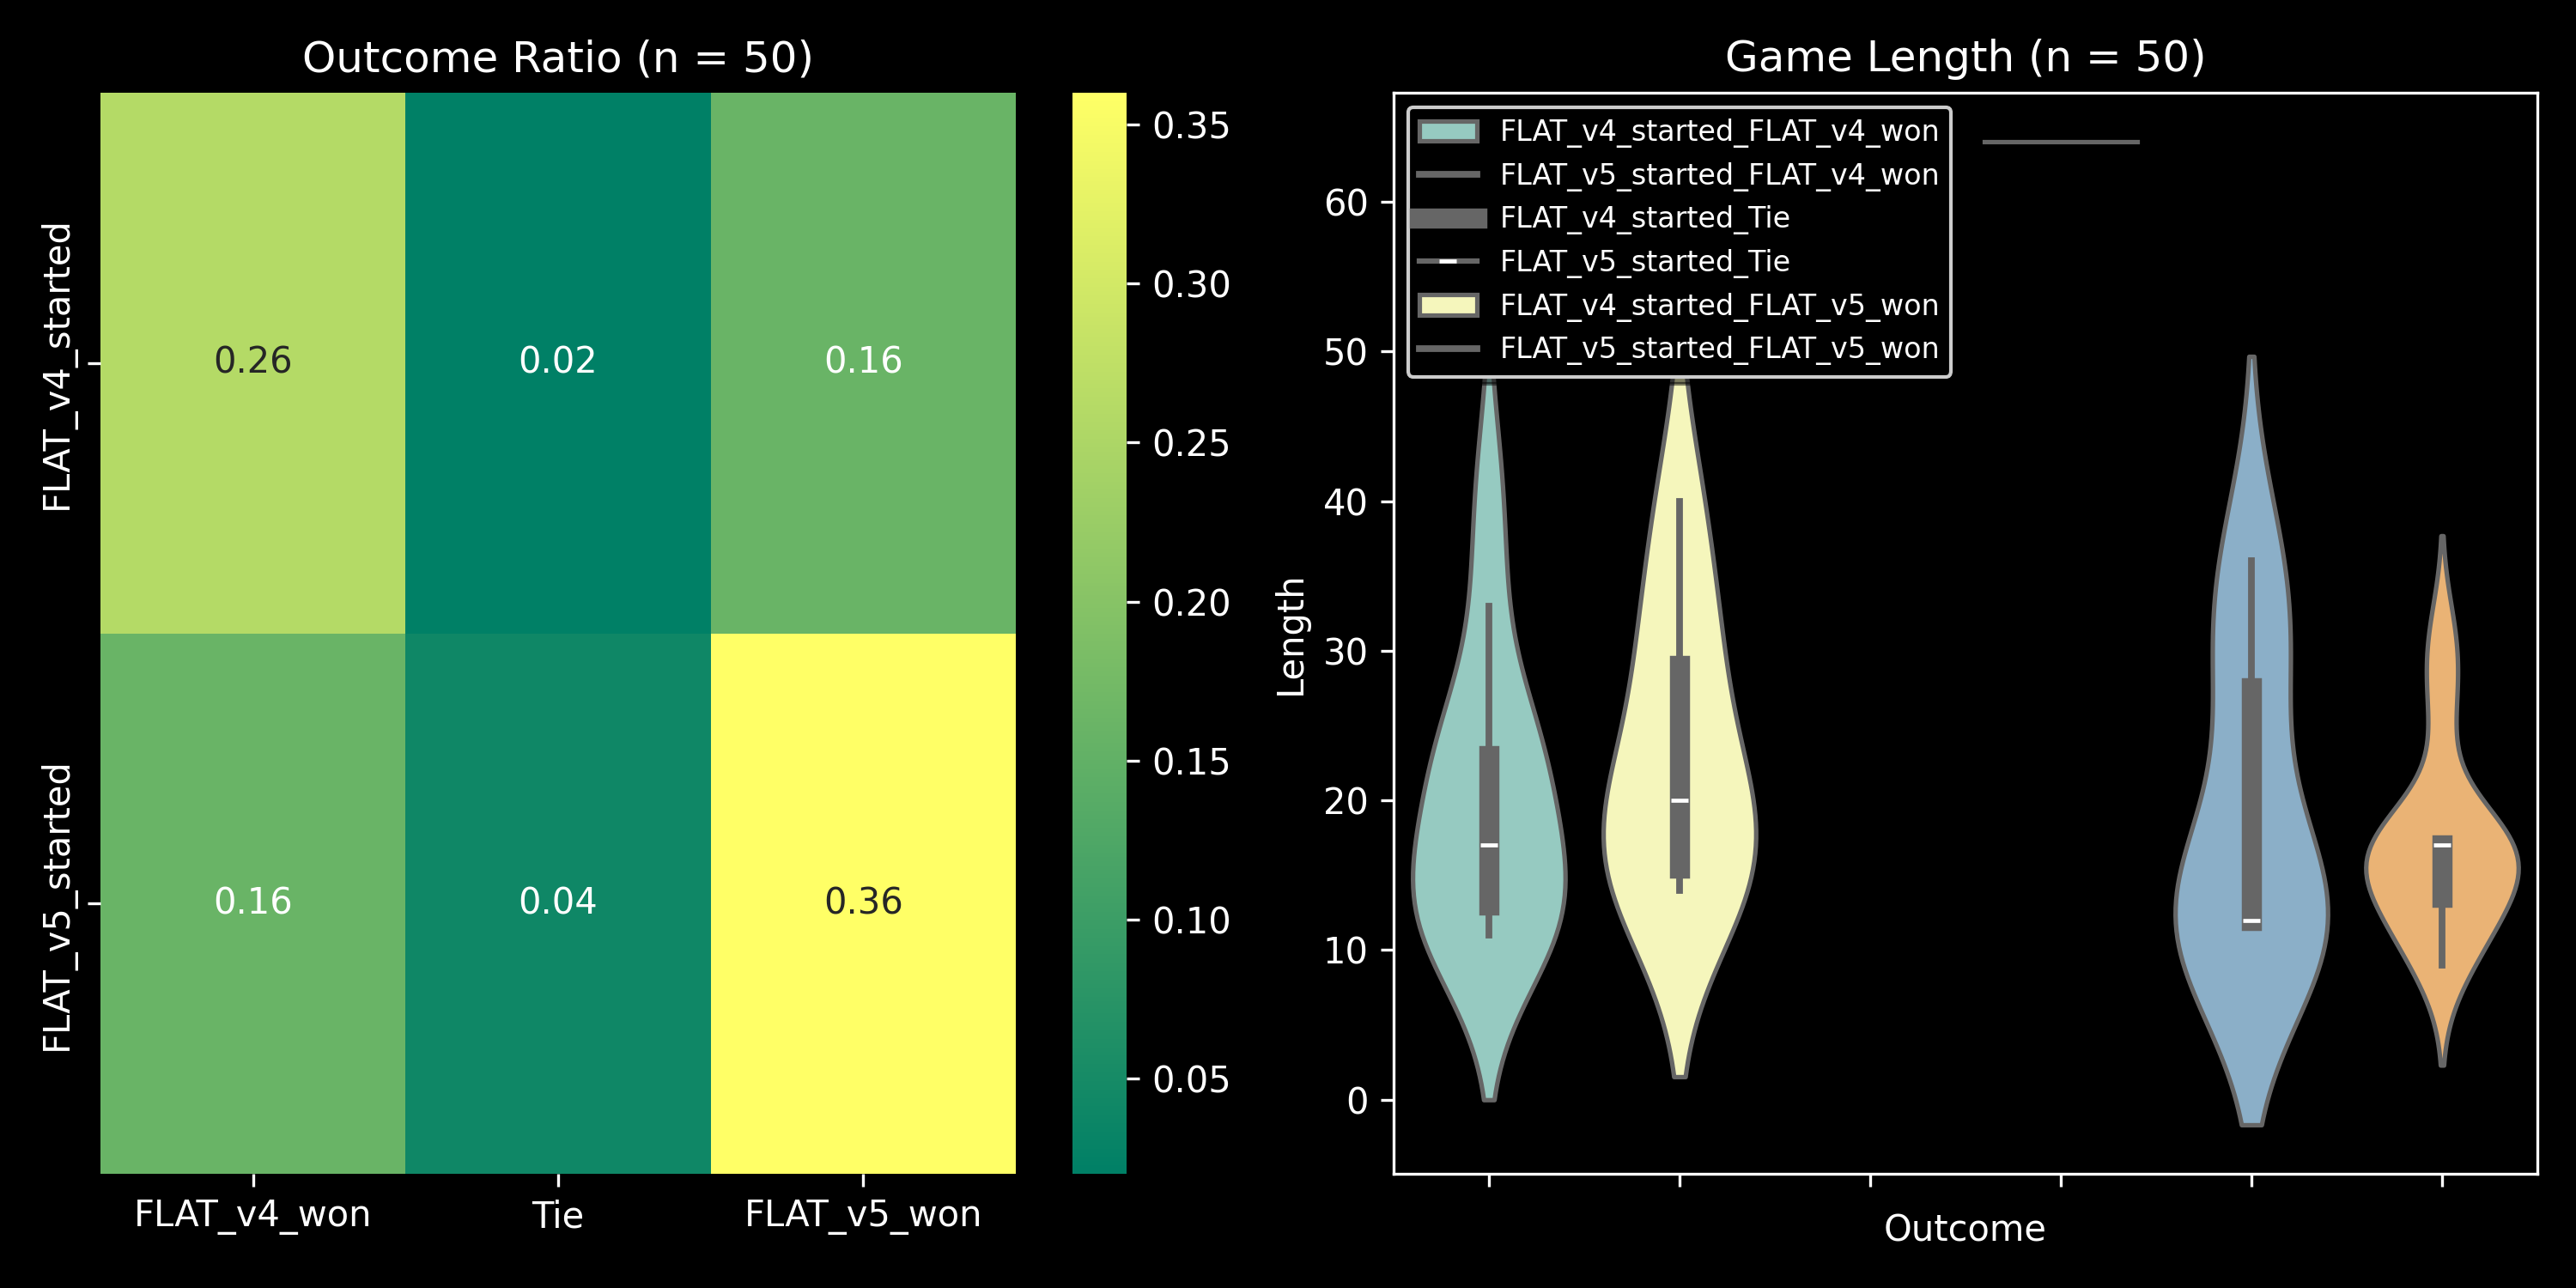 Outcome Ratio (n = 50)
FLAT_v4_started
FLAT_v5_started
0.26
0.02
0.16
0.16
0.04
0.36
FLAT_v4_won
Tie
FLAT_v5_won
0.35
0.30
0.25
0.20
0.15
0.10
0.05
Game Length (n = 50)
FLAT_v4_started_FLAT_v4_won
FLAT_v5_started_FLAT_v4_won
FLAT_v4_started_Tie
FLAT_v5_started_Tie
FLAT_v4_started_FLAT_v5_won
FLAT_v5_started_FLAT_v5_won
Length
60
50
40
30
20
10
0
Outcome